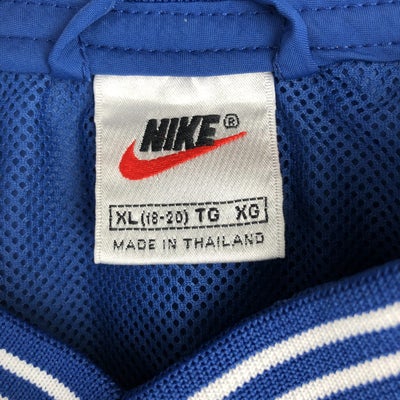 NIKE®
XL(18-20) TG XG
MADE IN THAILAND